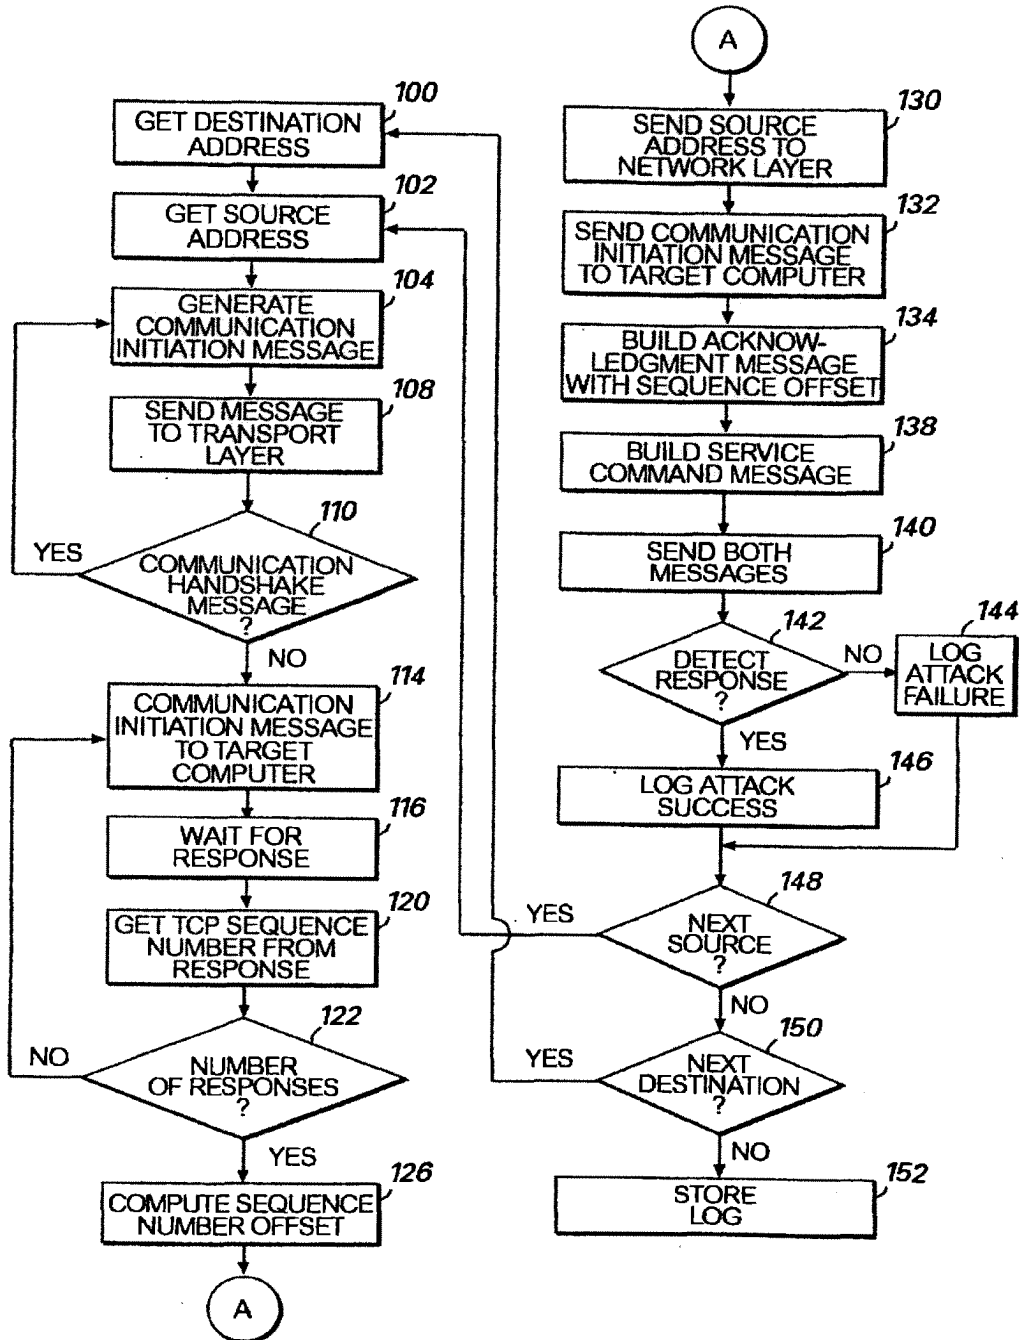 100
GET DESTINATION
ADDRESS
102
GET SOURCE
ADDRESS
104
GENERATE
COMMUNICATION
INITIATION MESSAGE
108
SEND MESSAGE
TO TRANSPORT
LAYER
110
YES
COMMUNICATION
HANDSHAKE
MESSAGE
?
NO
114
COMMUNICATION
INITIATION MESSAGE
TO TARGET
COMPUTER
116
WAIT FOR
RESPONSE
120
GET TCP SEQUENCE
NUMBER FROM
RESPONSE
122
NO
NUMBER
OF RESPONSES
?
YES
126
COMPUTE SEQUENCE
NUMBER OFFSET
A
A
130
SEND SOURCE
ADDRESS TO
NETWORK LAYER
132
SEND COMMUNICATION
INITIATION MESSAGE
TO TARGET COMPUTER
134
BUILD ACKNOW-
LEDGMENT MESSAGE
WITH SEQUENCE OFFSET
138
BUILD SERVICE
COMMAND MESSAGE
140
SEND BOTH
MESSAGES
142
DETECT
RESPONSE
?
NO
144
LOG
ATTACK
FAILURE
YES
146
LOG ATTACK
SUCCESS
148
YES
NEXT
SOURCE
?
NO
150
YES
NEXT
DESTINATION
?
NO
152
STORE
LOG